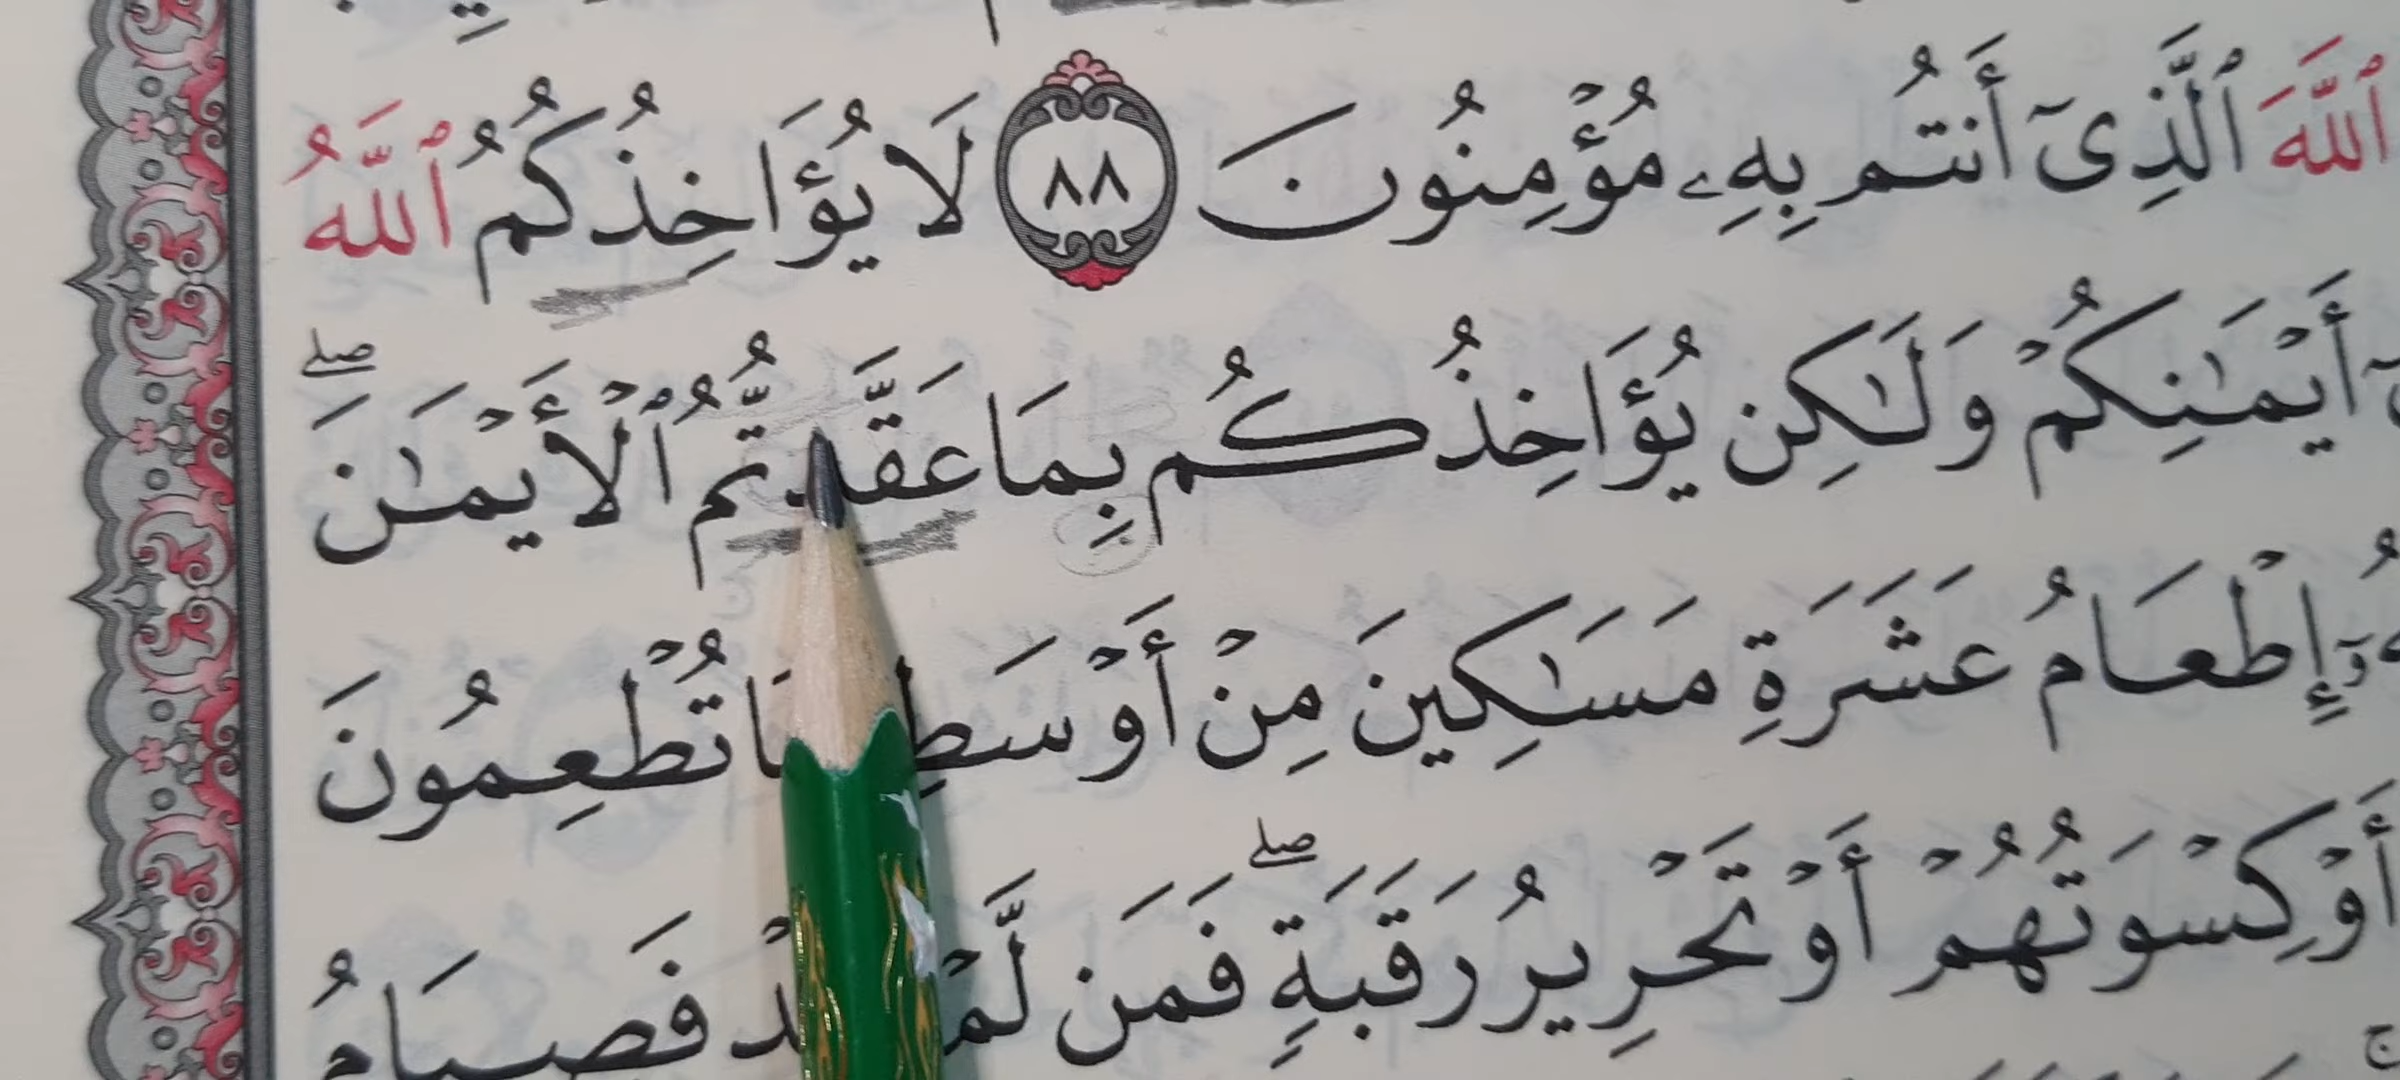 ٱللَّهَ ٱلَّذِىٓ أَنتُم بِهِۦ مُؤْمِنُونَ ٨٨ لَا يُؤَاخِذُكُمُ ٱللَّهُ
أَيْمَٰنِكُمْ وَلَٰكِن يُؤَاخِذُكُم بِمَا عَقَّدتُّمُ ٱلْأَيْمَٰنَ ۖ
إِطْعَامُ عَشَرَةِ مَسَٰكِينَ مِنْ أَوْسَطِ تُطْعِمُونَ
أَوْ كِسْوَتُهُمْ أَوْ تَحْرِيرُ رَقَبَةٍ ۖ فَمَن لَّمْ فَصِيَامُ